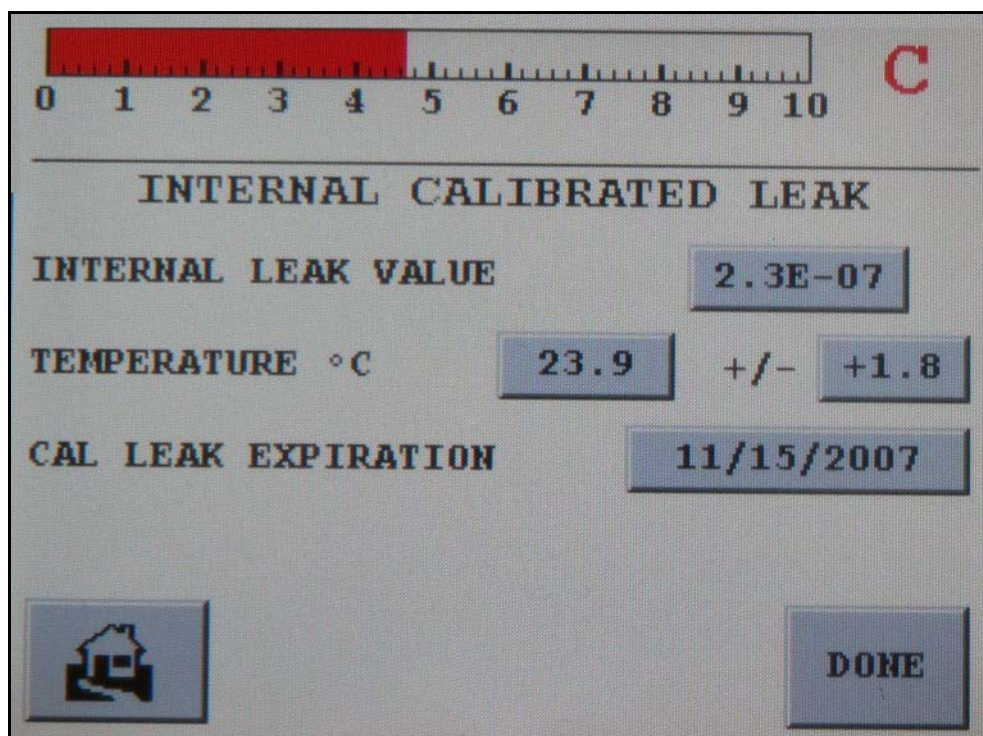 C
0 1 2 3 4 5 6 7 8 9 10
INTERNAL CALIBRATED LEAK
INTERNAL LEAK VALUE 2.3E-07
TEMPERATURE °C 23.9 +/- +1.8
CAL LEAK EXPIRATION 11/15/2007
DONE